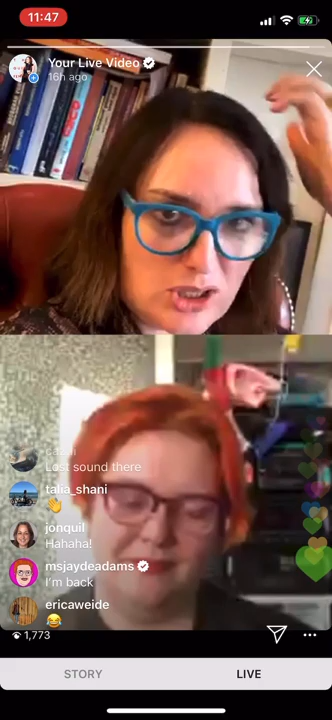 11:47
Your Live Video
16h ago
Lost sound there
talia_shani
👋
jonquil
Hahaha!
msjaydeadams
I'm back
ericaweide
😂
1,773
STORY
LIVE